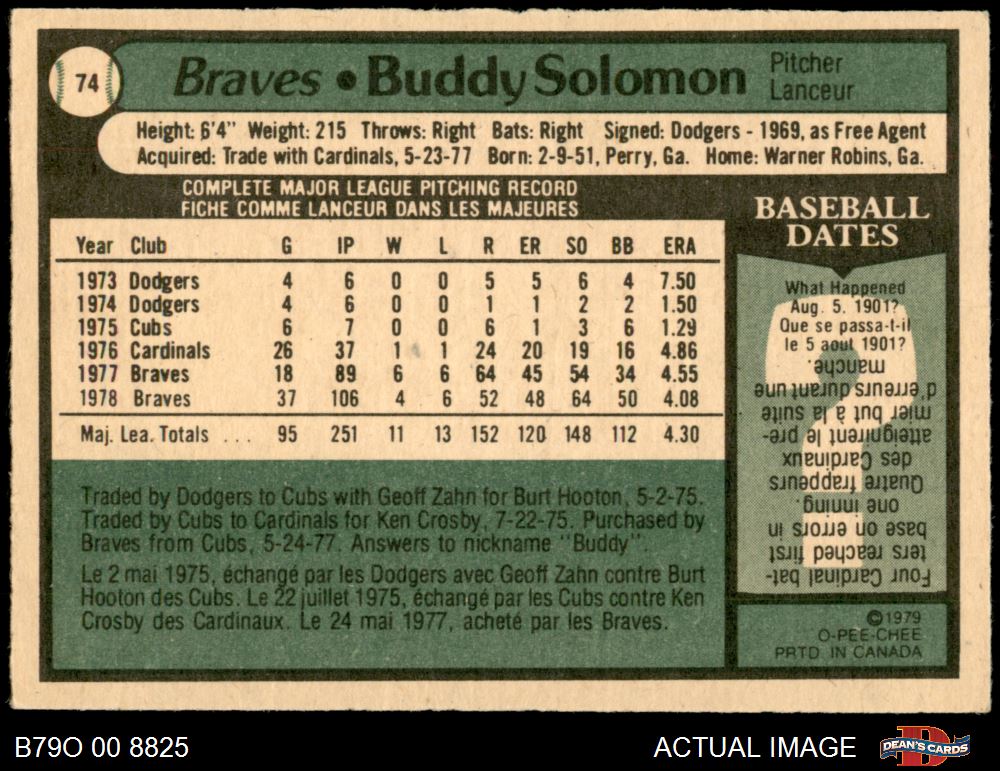 74
Braves • Buddy Solomon
Pitcher
Lanceur
Height: 6'4" Weight: 215 Throws: Right Bats: Right Signed: Dodgers - 1969, as Free Agent
Acquired: Trade with Cardinals, 5-23-77 Born: 2-9-51, Perry, Ga. Home: Warner Robins, Ga.
COMPLETE MAJOR LEAGUE PITCHING RECORD
FICHE COMME LANCEUR DANS LES MAJEURES
Year Club G IP W L R ER SO BB ERA
1973 Dodgers 4 6 0 0 5 5 6 4 7.50
1974 Dodgers 4 6 0 0 1 1 2 2 1.50
1975 Cubs 6 7 0 0 6 1 3 6 1.29
1976 Cardinals 26 37 1 1 24 20 19 16 4.86
1977 Braves 18 89 6 6 64 45 54 34 4.55
1978 Braves 37 106 4 6 52 48 64 50 4.08
Maj. Lea. Totals ... 95 251 11 13 152 120 148 112 4.30
Traded by Dodgers to Cubs with Geoff Zahn for Burt Hooton, 5-2-75.
Traded by Cubs to Cardinals for Ken Crosby, 7-22-75. Purchased by
Braves from Cubs, 5-24-77. Answers to nickname "Buddy".
Le 2 mai 1975, échangé par les Dodgers avec Geoff Zahn contre Burt
Hooton des Cubs. Le 22 juillet 1975, échangé par les Cubs contre Ken
Crosby des Cardinaux. Le 24 mai 1977, acheté par les Braves.
BASEBALL
DATES
What Happened
Aug. 5, 1901?
Que se passa-t-il
le 5 aout 1901?
Four Cardinal bat-
ters reached first
base on errors in
one inning.
Quatre frappeurs
des Cardinaux
atteignirent le pre-
mier but à la suite
d'erreurs durant une
manche.
©1979
O-PEE-CHEE
PRTD IN CANADA
B79O 00 8825
ACTUAL IMAGE
DEAN'S CARDS